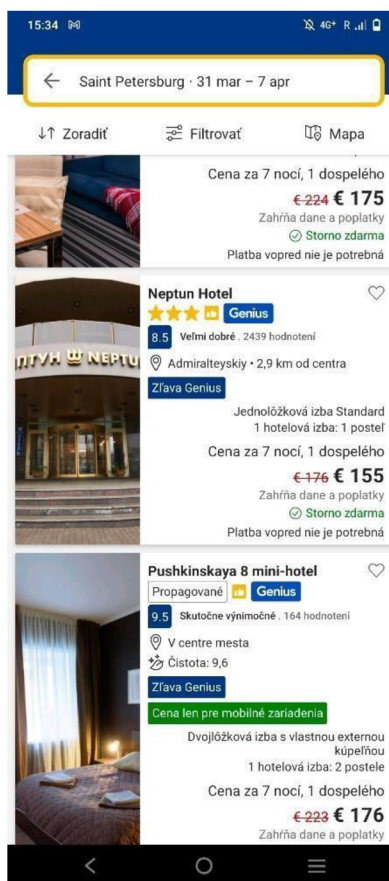 15:34
4G+ R
Saint Petersburg · 31 mar – 7 apr
↓↑ Zoradiť
Filtrovať
Mapa
Cena za 7 nocí, 1 dospelého
€ 224 € 175
Zahŕňa dane a poplatky
Storno zdarma
Platba vopred nie je potrebná
ПТУН NEPTU
Neptun Hotel
Genius
8.5 Veľmi dobré . 2439 hodnotení
Admiralteyskiy • 2,9 km od centra
Zľava Genius
Jednolôžková izba Standard
1 hotelová izba: 1 posteľ
Cena za 7 nocí, 1 dospelého
€ 176 € 155
Zahŕňa dane a poplatky
Storno zdarma
Platba vopred nie je potrebná
Pushkinskaya 8 mini-hotel
Propagované Genius
9.5 Skutočne výnimočné . 164 hodnotení
V centre mesta
Čistota: 9,6
Zľava Genius
Cena len pre mobilné zariadenia
Dvojlôžková izba s vlastnou externou
kúpeľňou
1 hotelová izba: 2 postele
Cena za 7 nocí, 1 dospelého
€ 223 € 176
Zahŕňa dane a poplatky